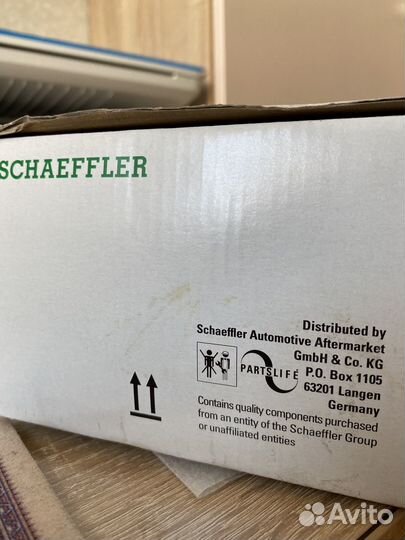 SCHAEFFLER
Distributed by
Schaeffler Automotive Aftermarket
GmbH & Co. KG
P.O. Box 1105
63201 Langen
Germany
PARTSLIFE
Contains quality components purchased
from an entity of the Schaeffler Group
or unaffiliated entities
Avito